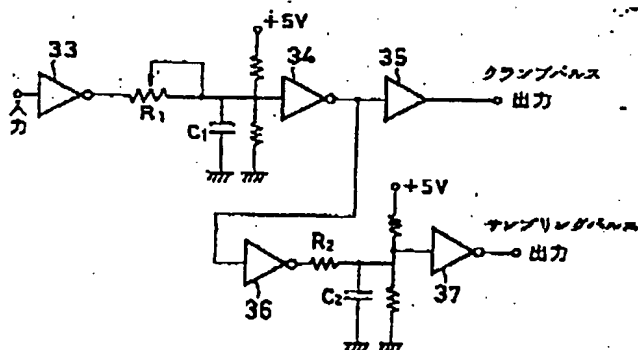 33
R₁
C₁
+5V
34
35
入力
クランプパルス
出力
36
R₂
C₂
+5V
37
サンプリングパルス
出力